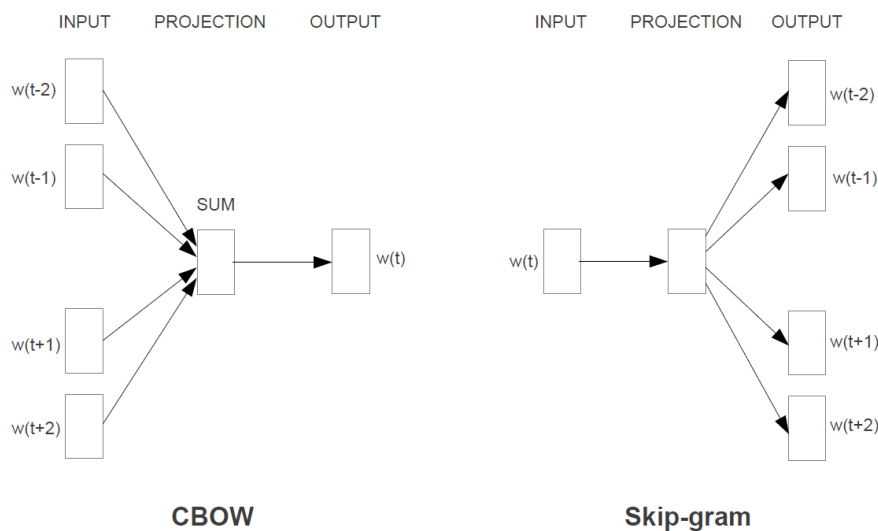 INPUT PROJECTION OUTPUT
w(t-2)
w(t-1)
SUM
w(t)
w(t+1)
w(t+2)
CBOW
INPUT PROJECTION OUTPUT
w(t-2)
w(t-1)
w(t)
w(t+1)
w(t+2)
Skip-gram